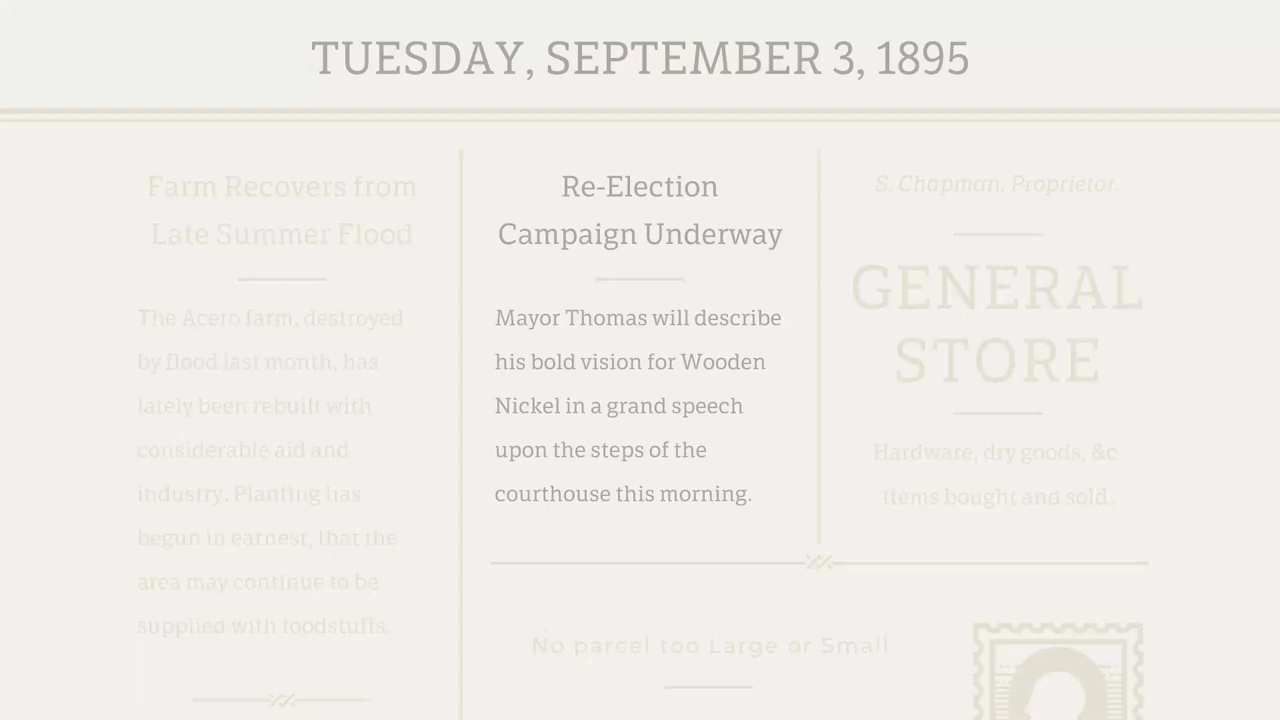 TUESDAY, SEPTEMBER 3, 1895
Farm Recovers from
Late Summer Flood
The Acero farm, destroyed
by flood last month, has
lately been rebuilt with
considerable aid and
industry. Planting has
begun in earnest, that the
area may continue to be
supplied with foodstuffs.
Re-Election
Campaign Underway
Mayor Thomas will describe
his bold vision for Wooden
Nickel in a grand speech
upon the steps of the
courthouse this morning.
S. Chapman. Proprietor.
GENERAL
STORE
Hardware, dry goods, &c.
Items bought and sold.
No parcel too Large or Small